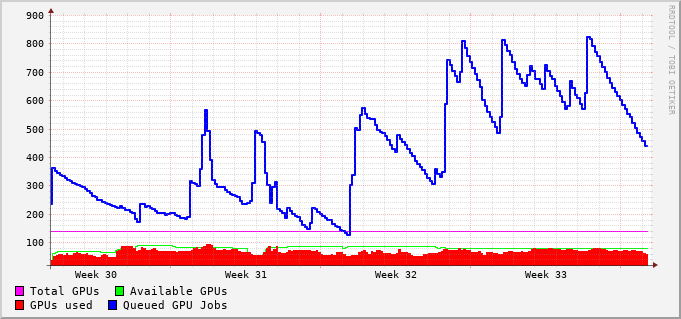 900
800
700
600
500
400
300
200
100
Week 30 Week 31 Week 32 Week 33
Total GPUs Available GPUs
GPUs used Queued GPU Jobs
RRDTOOL / TOBI OETIKER